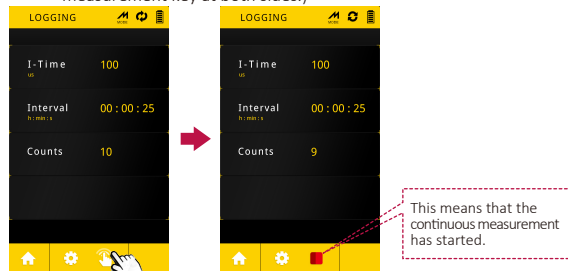 LOGGING
I-Time 100
us
Interval 00 : 00 : 25
h : min : s
Counts 10
LOGGING
I-Time 100
us
Interval 00 : 00 : 25
h : min : s
Counts 9
This means that the
continuous measurement
has started.